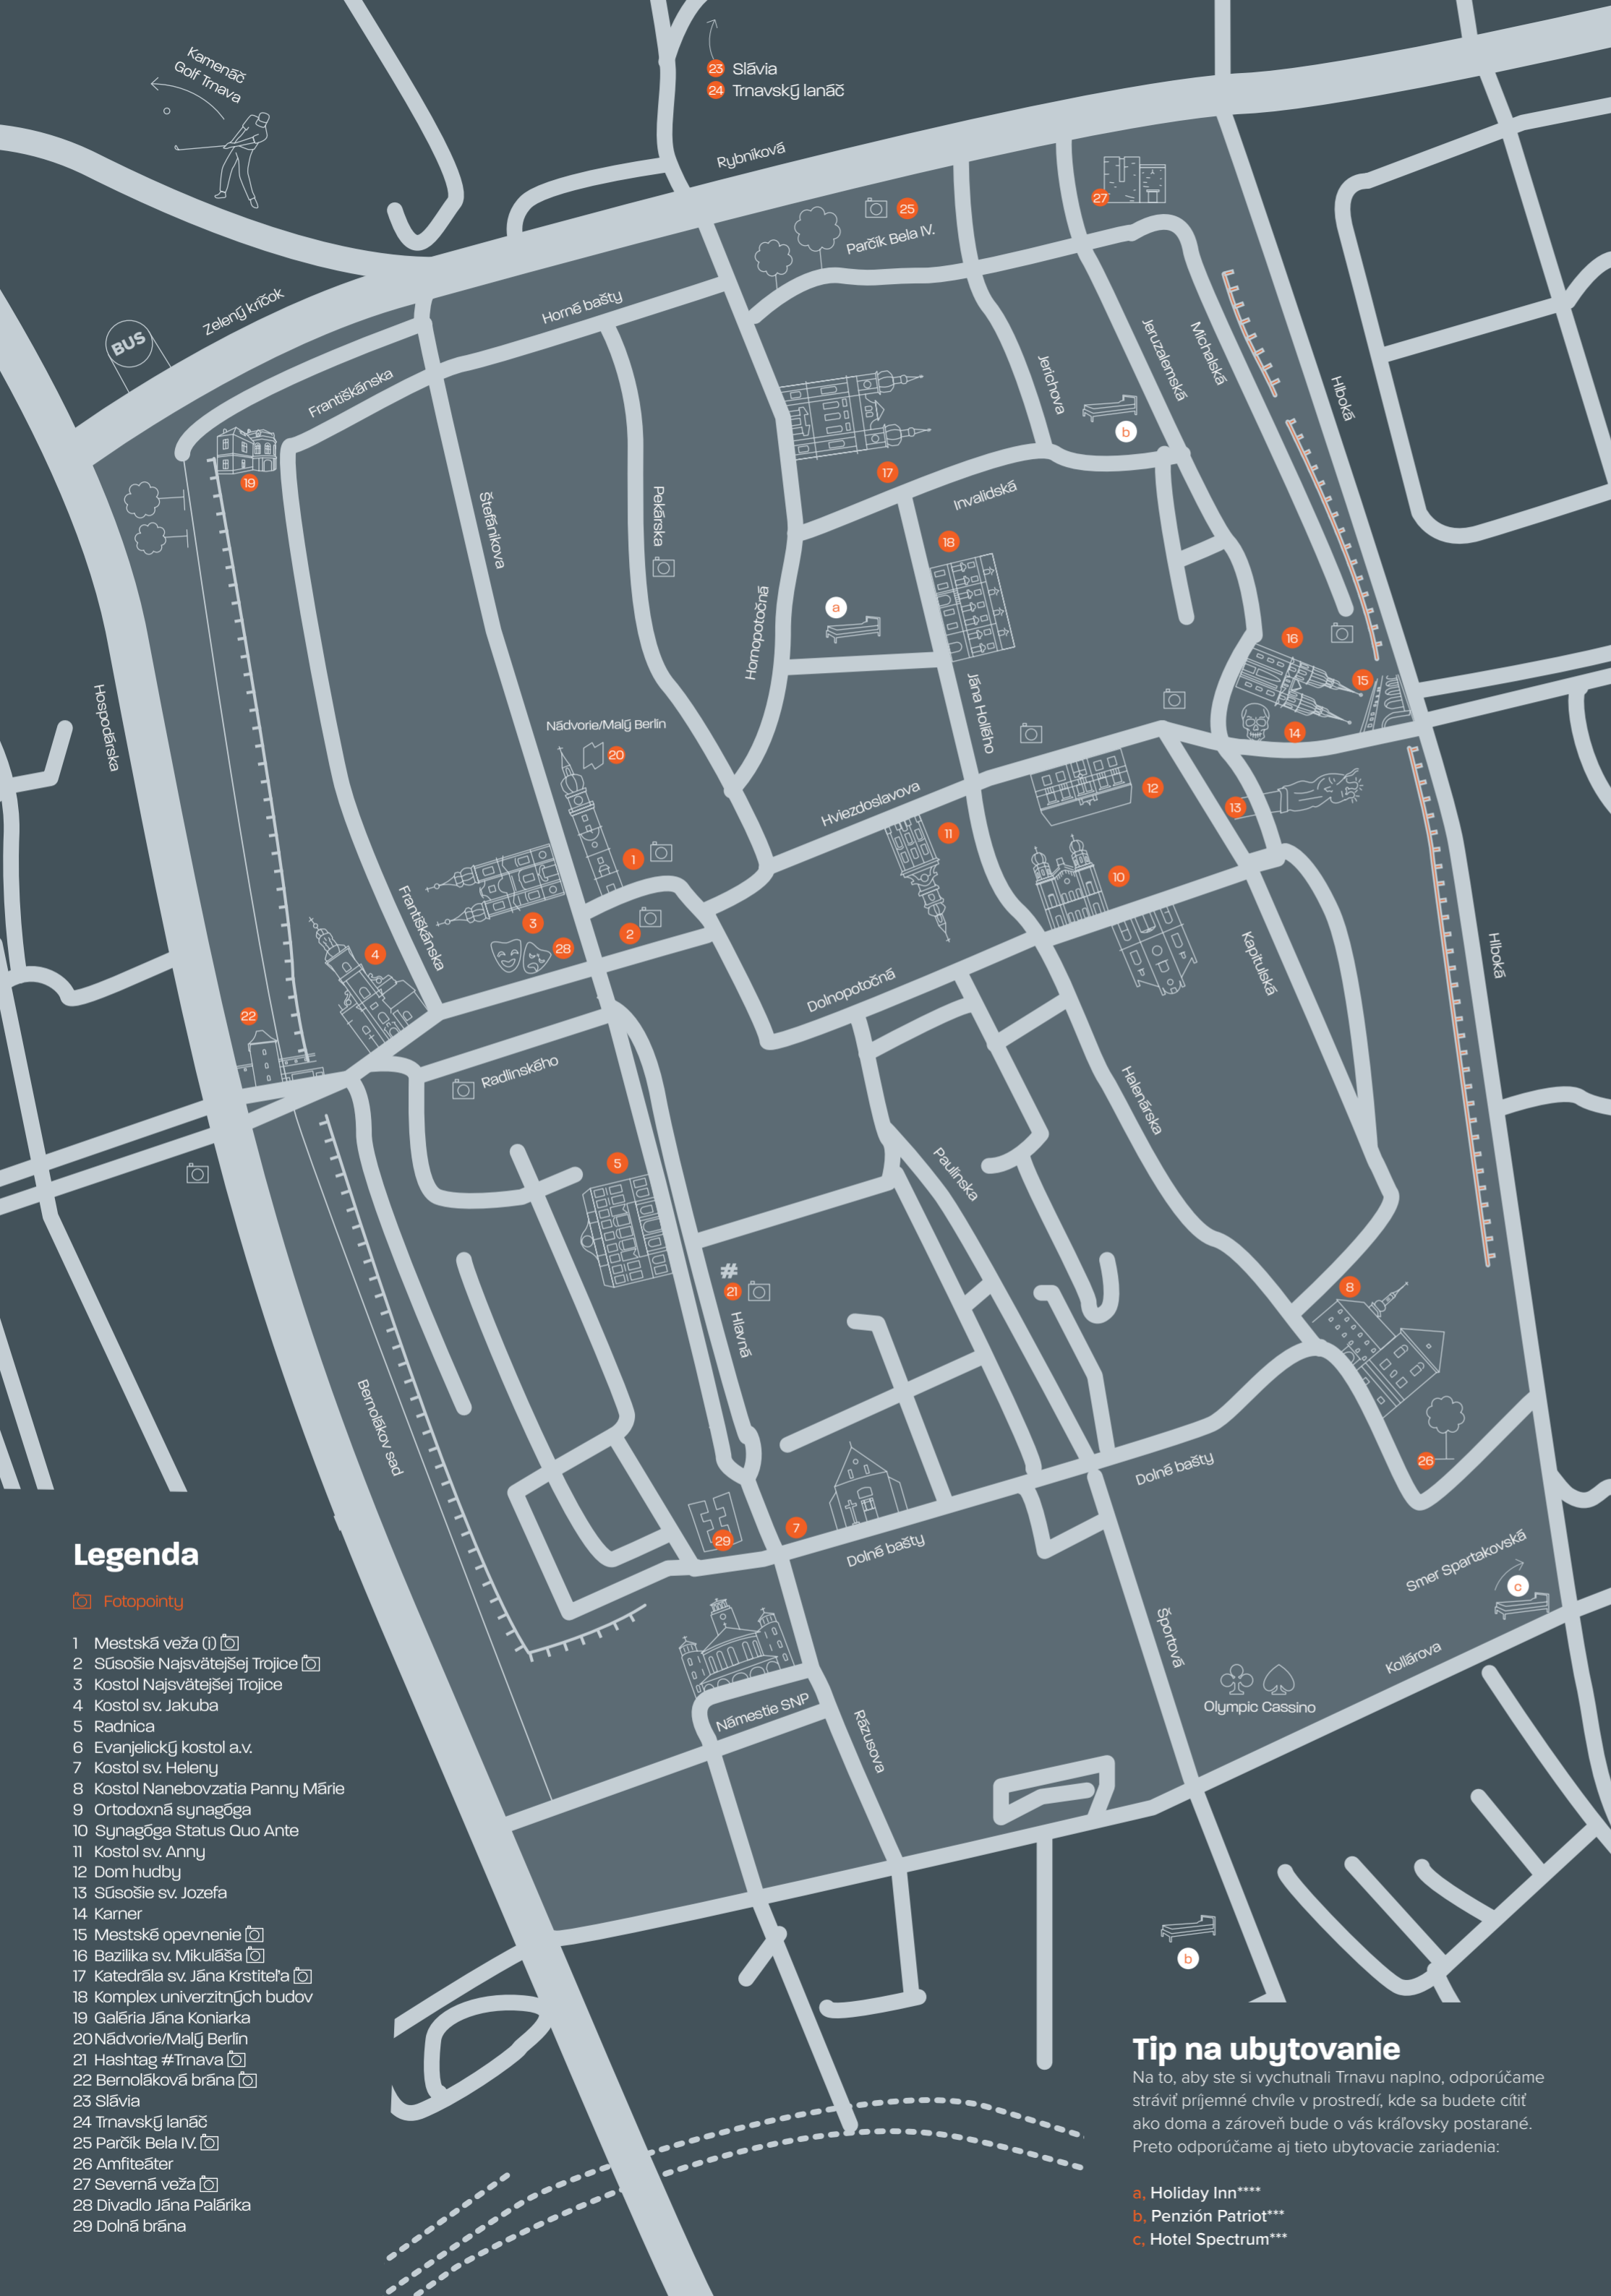 Kamenáč
Golf Trnava
23 Slávia
24 Trnavský lanáč
Rybníková
27
25
Parčík Bela IV.
Zelený kríčok
BUS
Horné bašty
Františkánska
19
Štefánikova
Pekárska
Hornopotočná
17
Jerichova
Jeruzalemská
Michalská
Hlboká
b
Invalidská
18
a
Jána Hollého
16
15
14
Hospodárska
Nádvorie/Malý Berlín
20
Hviezdoslavova
12
13
11
10
1
2
3
28
4
Františkánska
22
Dolnopotočná
Kapitulská
Hlboká
Radlinského
Halenárska
Paulínska
5
#
21
Hlavná
8
Bernolákov sad
26
Dolné bašty
29
7
Dolné bašty
Smer Spartakovská
c
Športová
Kollárova
Olympic Cassino
Námestie SNP
Rázusova
b
Legenda
Fotopointy
1 Mestská veža (i)
2 Súsošie Najsvätejšej Trojice
3 Kostol Najsvätejšej Trojice
4 Kostol sv. Jakuba
5 Radnica
6 Evanjelický kostol a.v.
7 Kostol sv. Heleny
8 Kostol Nanebovzatia Panny Márie
9 Ortodoxná synagóga
10 Synagóga Status Quo Ante
11 Kostol sv. Anny
12 Dom hudby
13 Súsošie sv. Jozefa
14 Karner
15 Mestské opevnenie
16 Bazilika sv. Mikuláša
17 Katedrála sv. Jána Krstiteľa
18 Komplex univerzitných budov
19 Galéria Jána Koniarka
20 Nádvorie/Malý Berlín
21 Hashtag #Trnava
22 Bernoláková brána
23 Slávia
24 Trnavský lanáč
25 Parčík Bela IV.
26 Amfiteáter
27 Severná veža
28 Divadlo Jána Palárika
29 Dolná brána
Tip na ubytovanie
Na to, aby ste si vychutnali Trnavu naplno, odporúčame
stráviť príjemné chvíle v prostredí, kde sa budete cítiť
ako doma a zároveň bude o vás kráľovsky postarané.
Preto odporúčame aj tieto ubytovacie zariadenia:
a, Holiday Inn****
b, Penzión Patriot***
c, Hotel Spectrum***